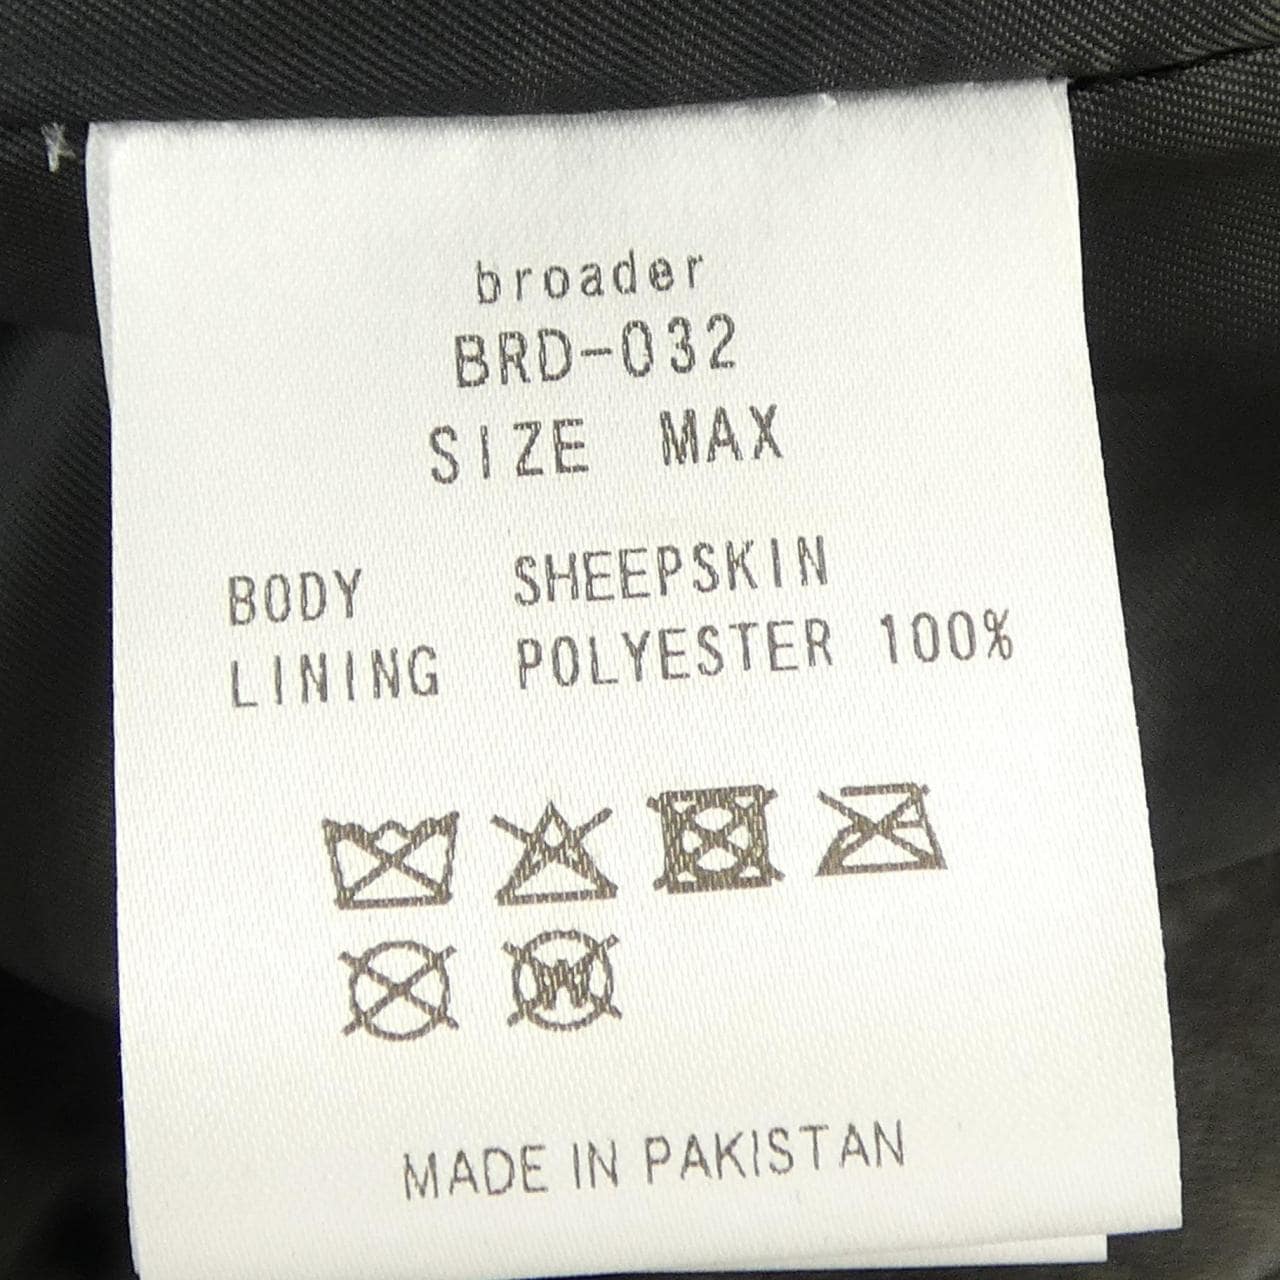 broader
BRD-032
SIZE MAX
BODY SHEEPSKIN
LINING POLYESTER 100%
W
MADE IN PAKISTAN